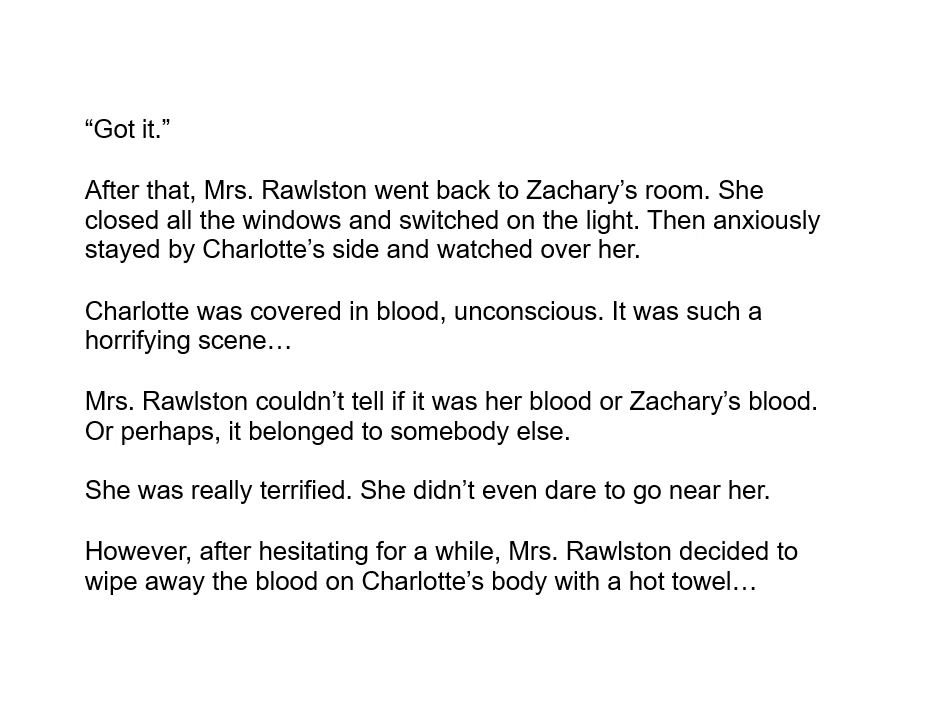 “Got it.”
After that, Mrs. Rawlston went back to Zachary’s room. She
closed all the windows and switched on the light. Then anxiously
stayed by Charlotte’s side and watched over her.
Charlotte was covered in blood, unconscious. It was such a
horrifying scene…
Mrs. Rawlston couldn’t tell if it was her blood or Zachary’s blood.
Or perhaps, it belonged to somebody else.
She was really terrified. She didn’t even dare to go near her.
However, after hesitating for a while, Mrs. Rawlston decided to
wipe away the blood on Charlotte’s body with a hot towel…